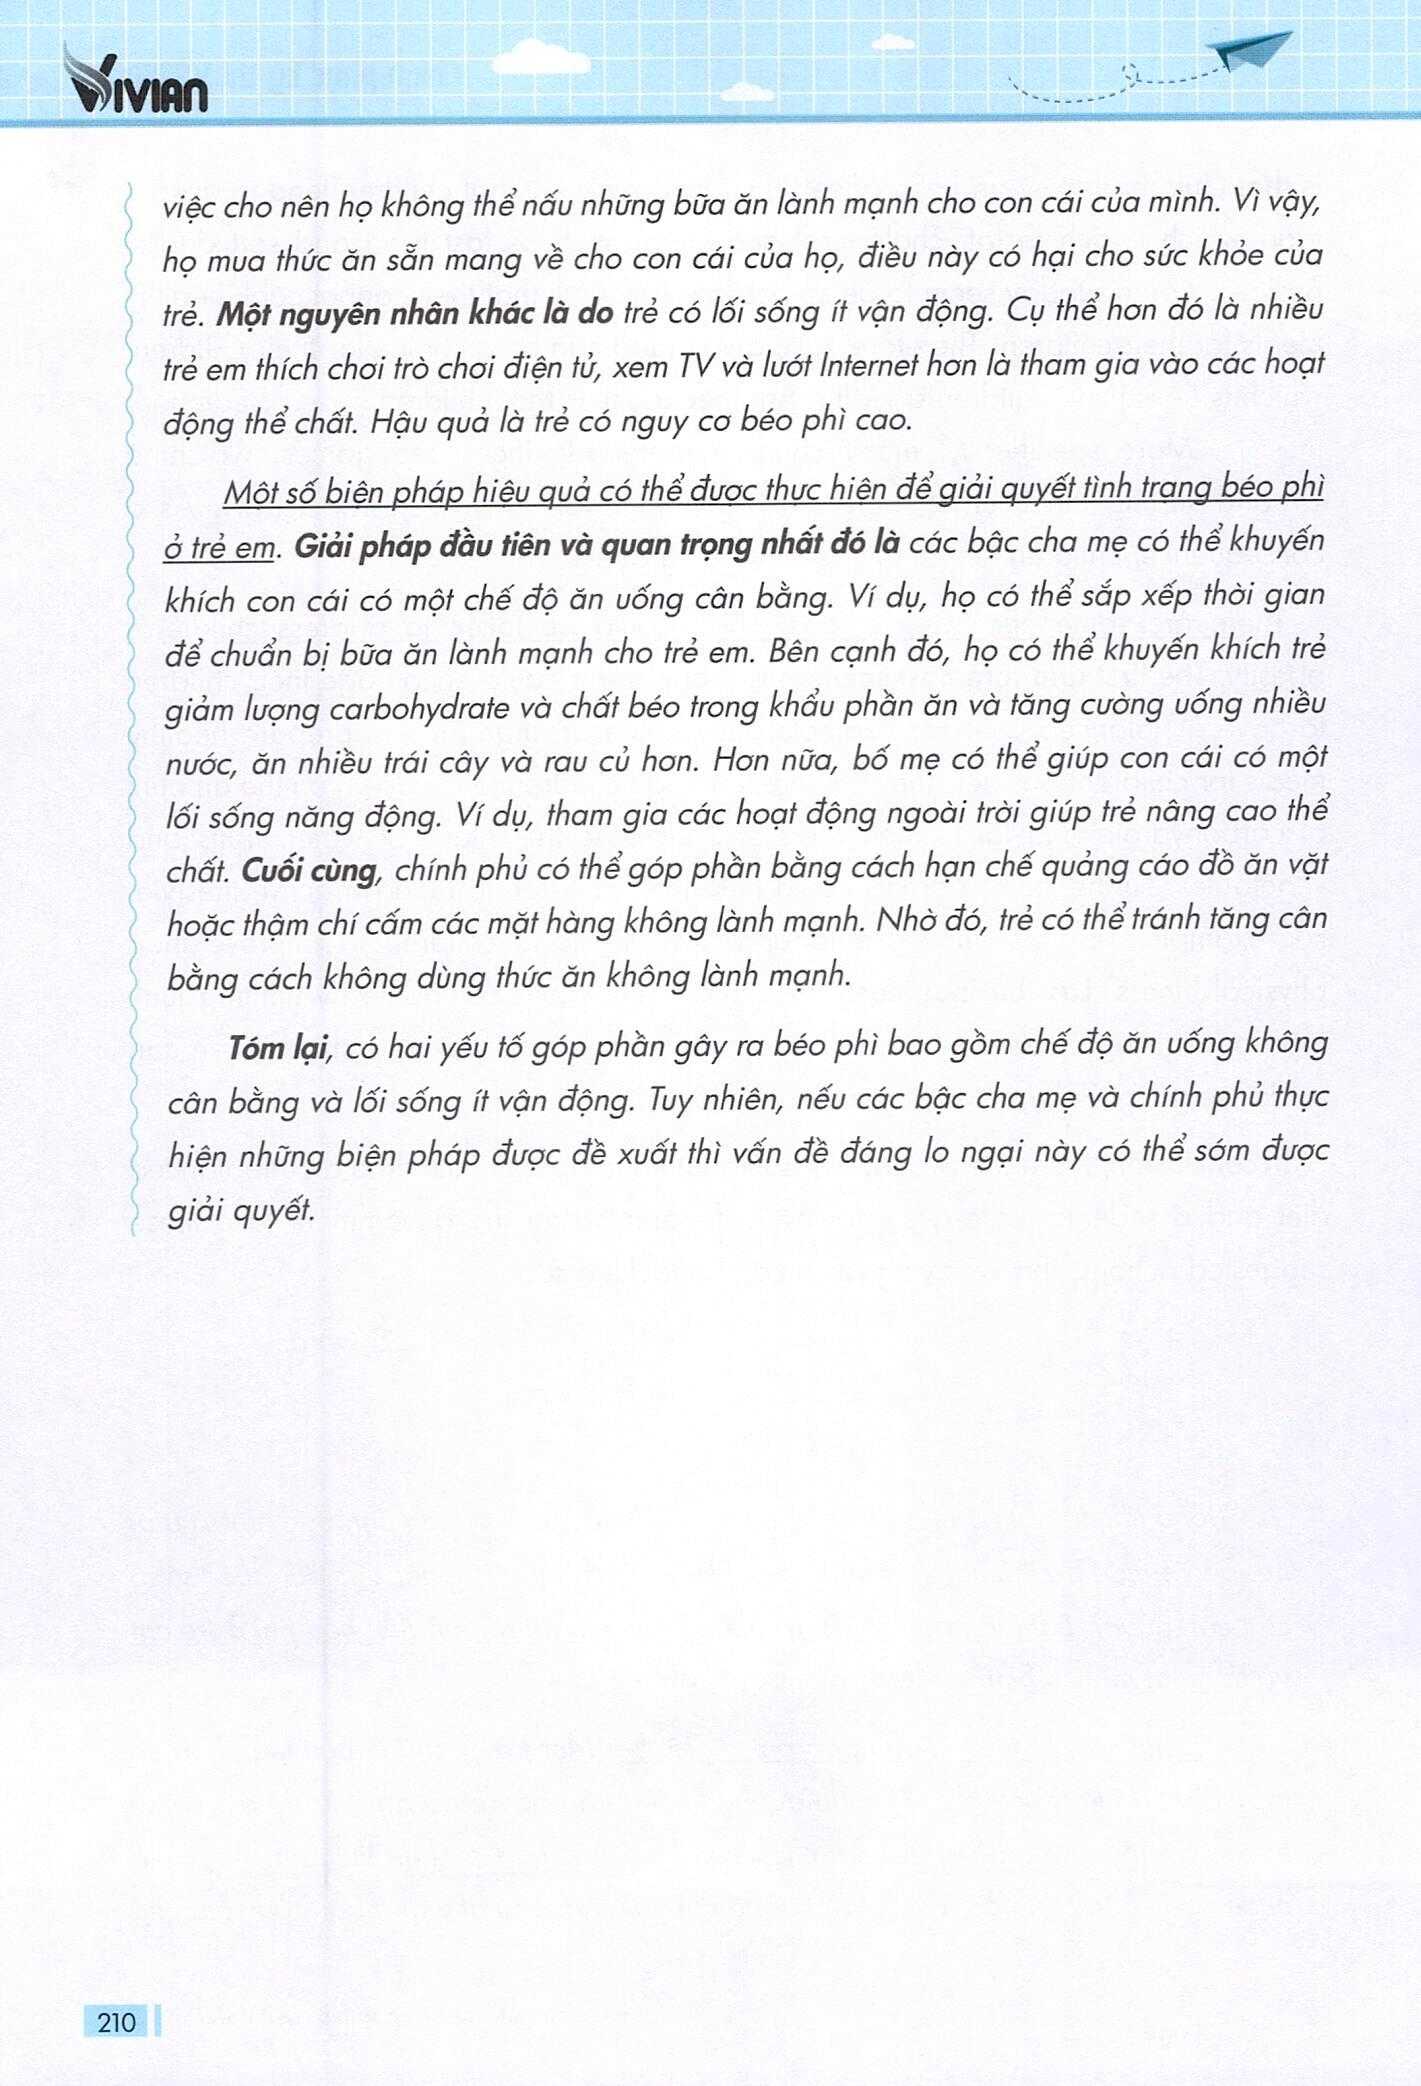 VIVIAN
việc cho nên họ không thể nấu những bữa ăn lành mạnh cho con cái của mình. Vì vậy,
họ mua thức ăn sẵn mang về cho con cái của họ, điều này có hại cho sức khỏe của
trẻ. Một nguyên nhân khác là do trẻ có lối sống ít vận động. Cụ thể hơn đó là nhiều
trẻ em thích chơi trò chơi điện tử, xem TV và lướt Internet hơn là tham gia vào các hoạt
động thể chất. Hậu quả là trẻ có nguy cơ béo phì cao.
Một số biện pháp hiệu quả có thể được thực hiện để giải quyết tình trạng béo phì
ở trẻ em. Giải pháp đầu tiên và quan trọng nhất đó là các bậc cha mẹ có thể khuyến
khích con cái có một chế độ ăn uống cân bằng. Ví dụ, họ có thể sắp xếp thời gian
để chuẩn bị bữa ăn lành mạnh cho trẻ em. Bên cạnh đó, họ có thể khuyến khích trẻ
giảm lượng carbohydrate và chất béo trong khẩu phần ăn và tăng cường uống nhiều
nước, ăn nhiều trái cây và rau củ hơn. Hơn nữa, bố mẹ có thể giúp con cái có một
lối sống năng động. Ví dụ, tham gia các hoạt động ngoài trời giúp trẻ nâng cao thể
chất. Cuối cùng, chính phủ có thể góp phần bằng cách hạn chế quảng cáo đồ ăn vặt
hoặc thậm chí cấm các mặt hàng không lành mạnh. Nhờ đó, trẻ có thể tránh tăng cân
bằng cách không dùng thức ăn không lành mạnh.
Tóm lại, có hai yếu tố góp phần gây ra béo phì bao gồm chế độ ăn uống không
cân bằng và lối sống ít vận động. Tuy nhiên, nếu các bậc cha mẹ và chính phủ thực
hiện những biện pháp được đề xuất thì vấn đề đáng lo ngại này có thể sớm được
giải quyết.
210